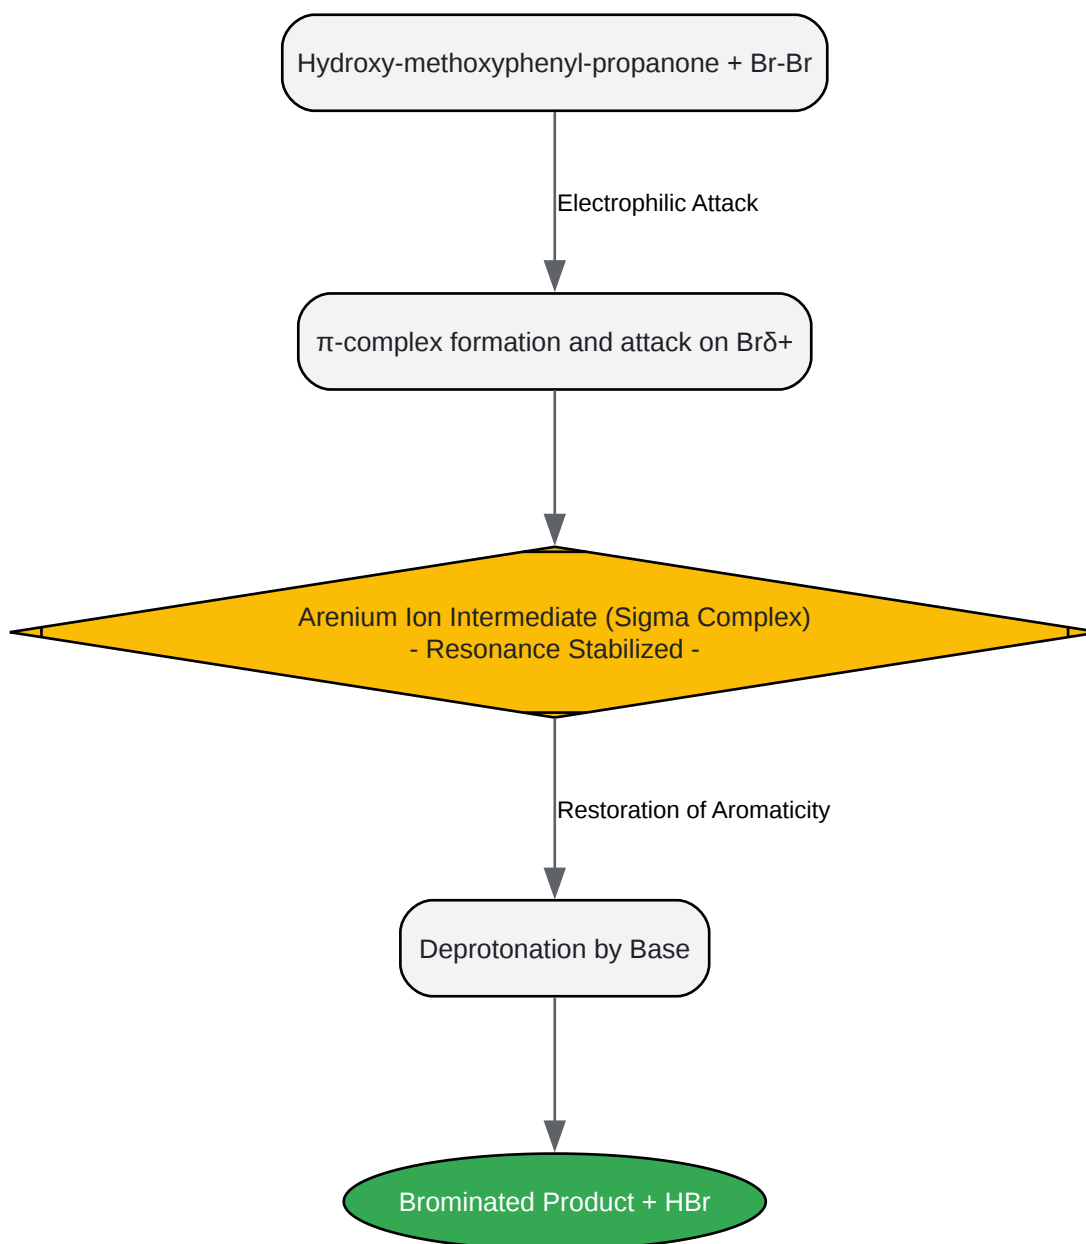 Hydroxy-methoxyphenyl-propanone + Br-Br
Electrophilic Attack
π-complex formation and attack on Brδ+
Arenium Ion Intermediate (Sigma Complex)
- Resonance Stabilized -
Restoration of Aromaticity
Deprotonation by Base
Brominated Product + HBr